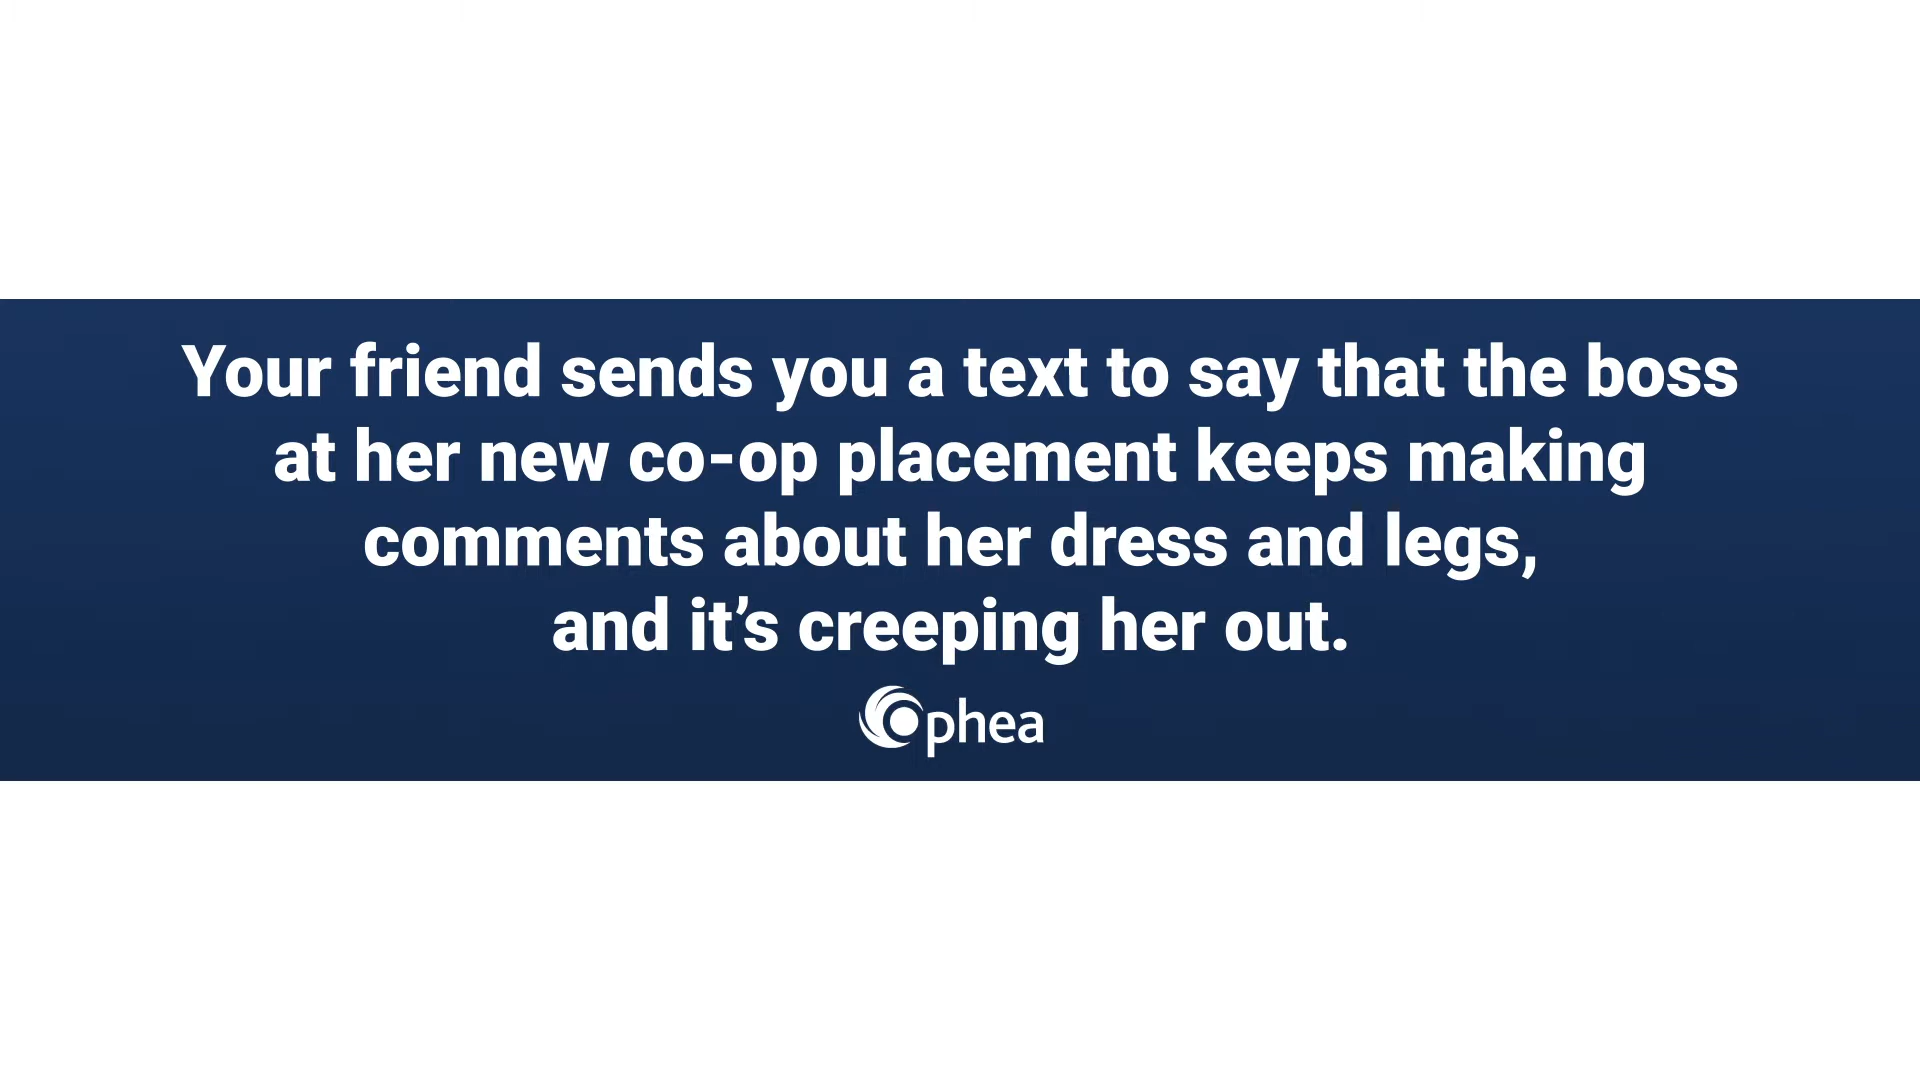 Your friend sends you a text to say that the boss
at her new co-op placement keeps making
comments about her dress and legs,
and it’s creeping her out.
Ophea